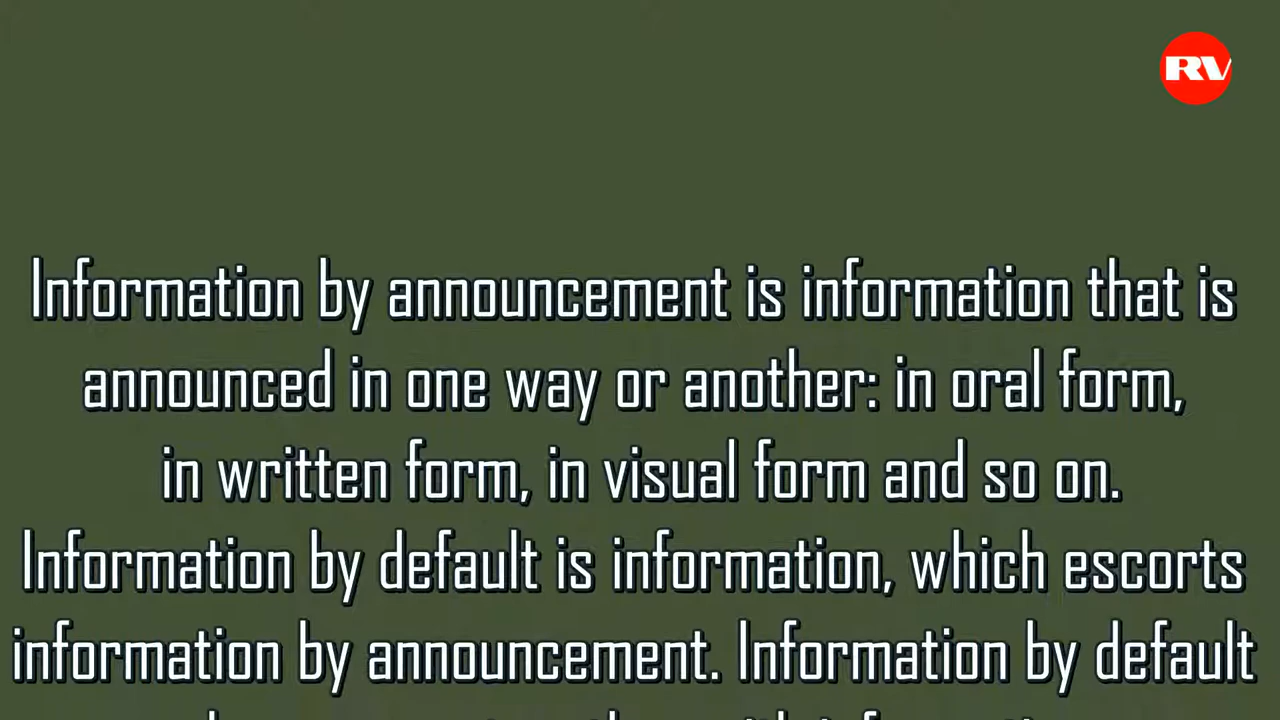 RV
Information by announcement is information that is
announced in one way or another: in oral form,
in written form, in visual form and so on.
Information by default is information, which escorts
information by announcement. Information by default